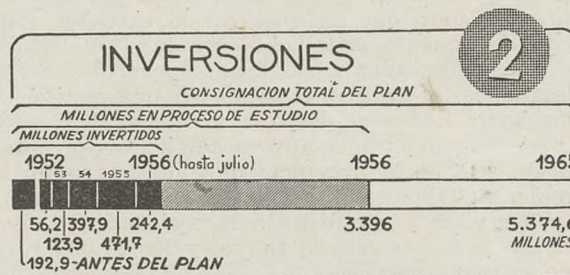 INVERSIONES
2
CONSIGNACION TOTAL DEL PLAN
MILLONES EN PROCESO DE ESTUDIO
MILLONES INVERTIDOS
1952 1956 (hasta julio) 1956 196
53 54 1955
56,2 397,9 242,4 3.396 5.374,6
123,9 471,7 MILLONES
192,9-ANTES DEL PLAN